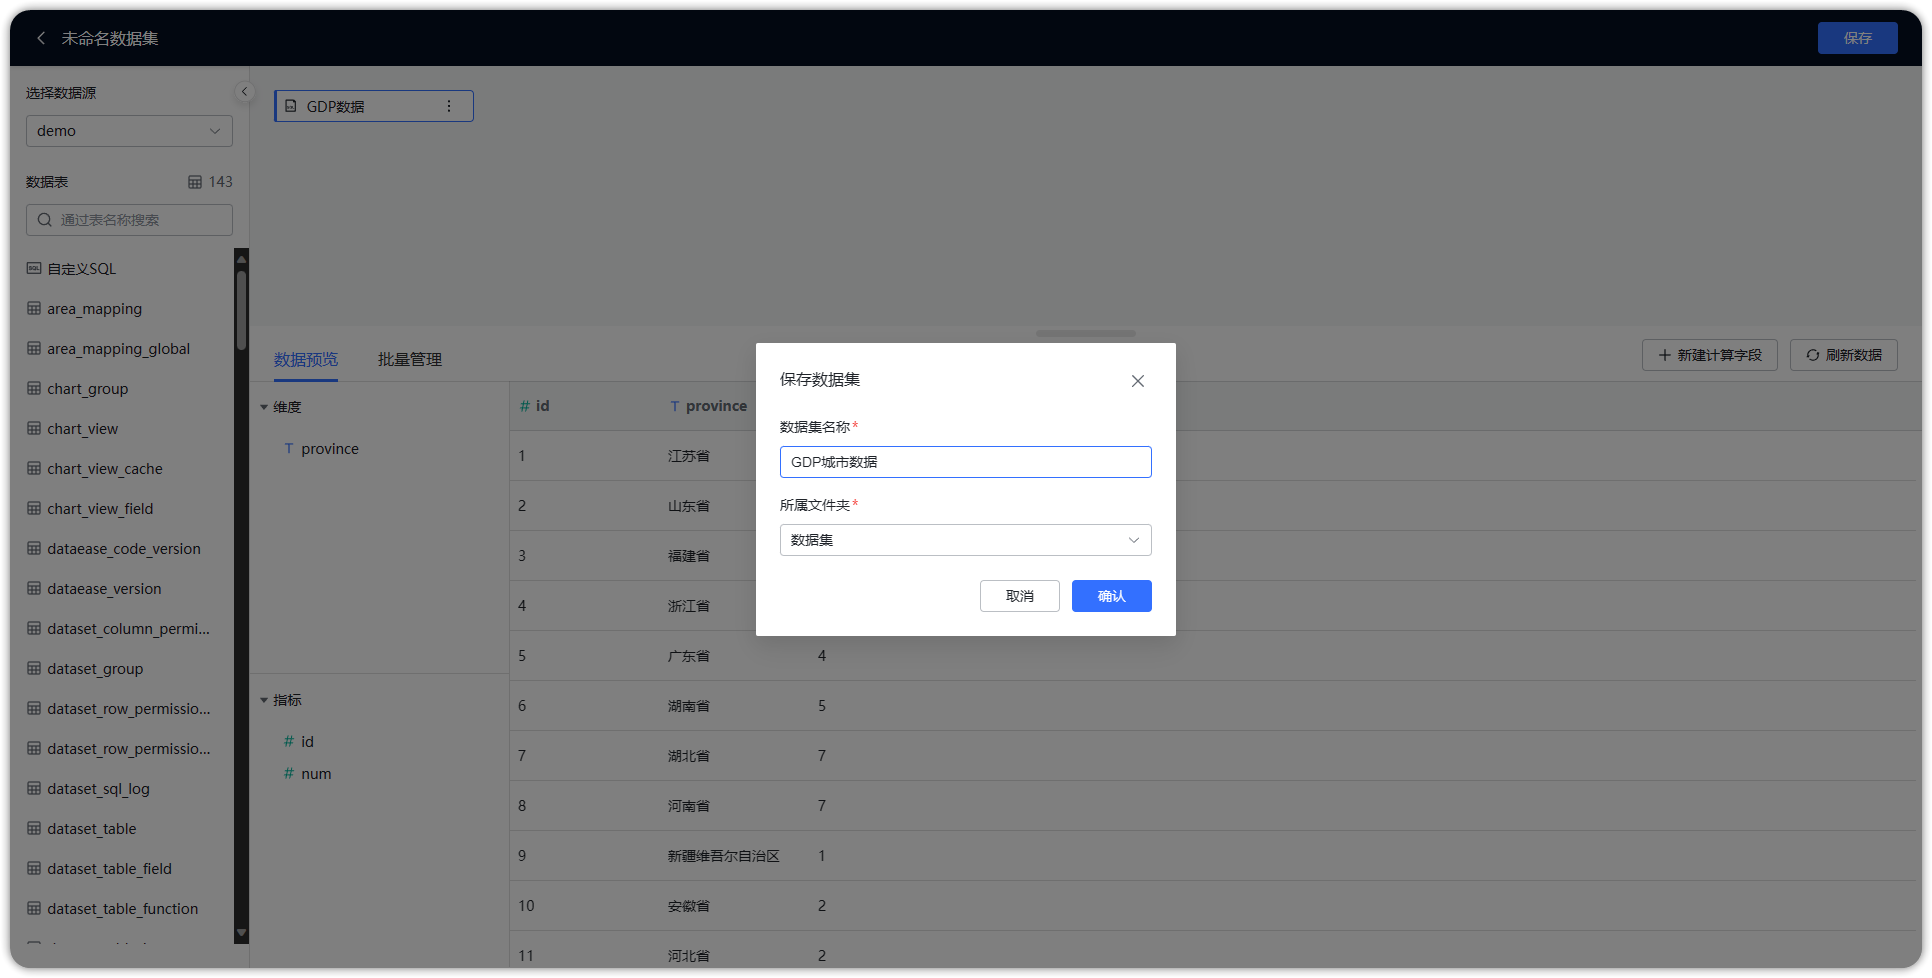 未命名数据集
保存
选择数据源
demo
数据表
143
通过表名称搜索
自定义SQL
area_mapping
area_mapping_global
chart_group
chart_view
chart_view_cache
chart_view_field
dataease_code_version
dataease_version
dataset_column_permi...
dataset_group
dataset_row_permissio...
dataset_row_permissio...
dataset_sql_log
dataset_table
dataset_table_field
dataset_table_function
GDP数据
数据预览
批量管理
新建计算字段
刷新数据
维度
T province
指标
# id
# num
# id T province
1 江苏省
2 山东省
3 福建省
4 浙江省
5 广东省 4
6 湖南省 5
7 湖北省 7
8 河南省 7
9 新疆维吾尔自治区 1
10 安徽省 2
11 河北省 2
保存数据集
数据集名称*
GDP城市数据
所属文件夹*
数据集
取消
确认